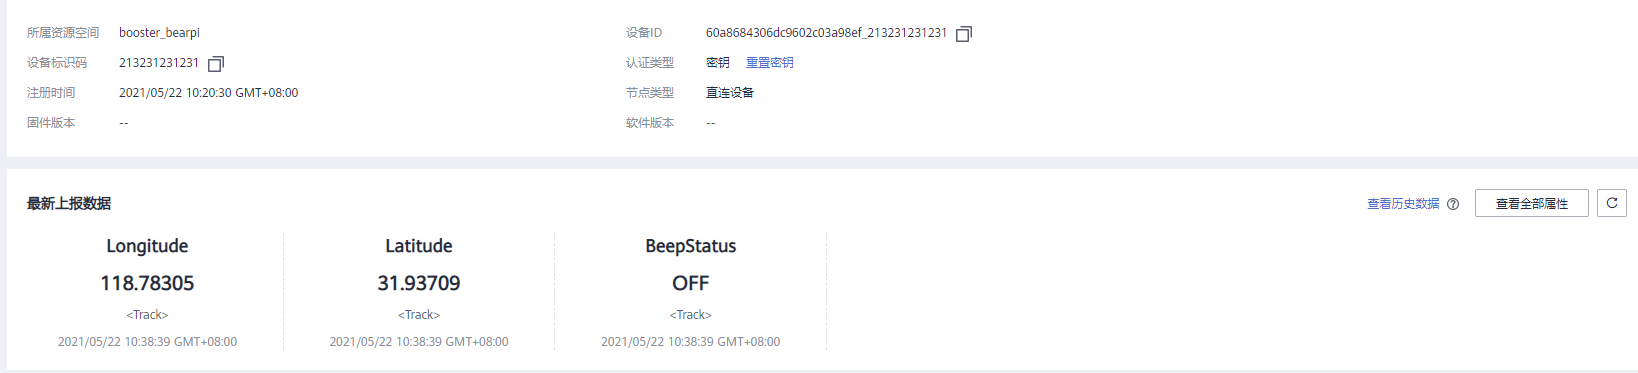 所属资源空间 booster_bearpi 设备ID 60a8684306dc9602c03a98ef_213231231231
设备标识码 213231231231 认证类型 密钥 重置密钥
注册时间 2021/05/22 10:20:30 GMT+08:00 节点类型 直连设备
固件版本 -- 软件版本 --
最新上报数据 查看历史数据 ? 查看全部属性
Longitude Latitude BeepStatus
118.78305 31.93709 OFF
<Track> <Track> <Track>
2021/05/22 10:38:39 GMT+08:00 2021/05/22 10:38:39 GMT+08:00 2021/05/22 10:38:39 GMT+08:00